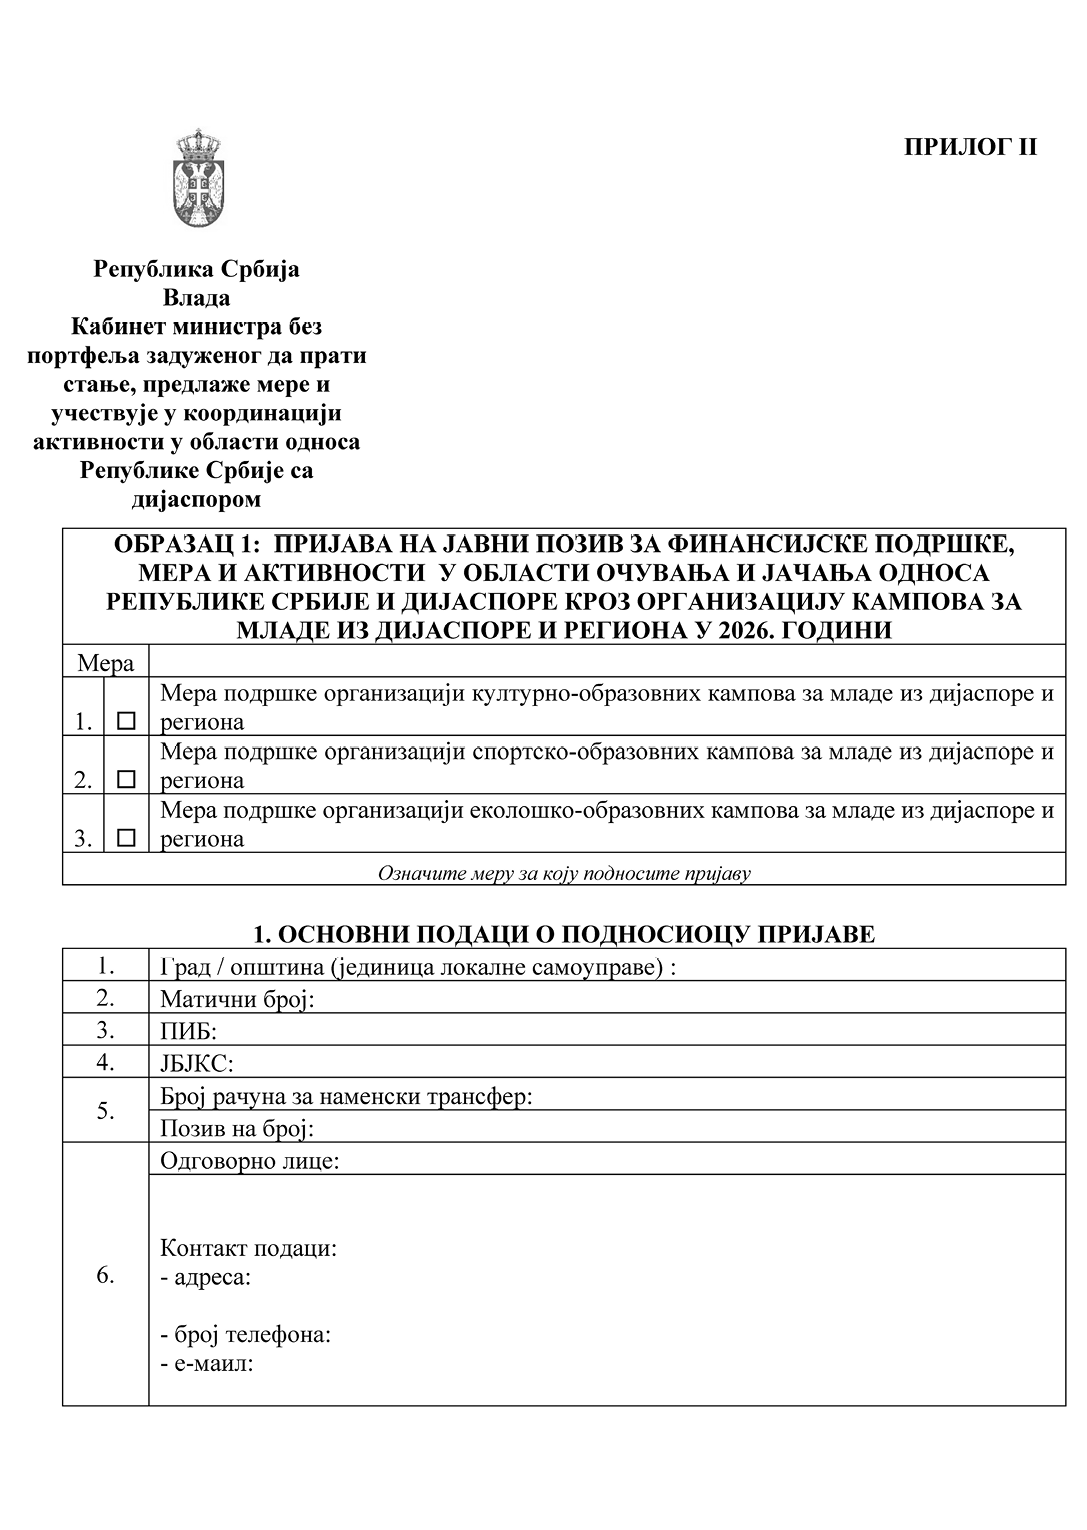 ПРИЛОГ II
Република Србија
Влада
Кабинет министра без
портфеља задуженог да прати
стање, предлаже мере и
учествује у координацији
активности у области односа
Републике Србије са
дијаспором
ОБРАЗАЦ 1: ПРИЈАВА НА ЈАВНИ ПОЗИВ ЗА ФИНАНСИЈСКЕ ПОДРШКЕ,
МЕРА И АКТИВНОСТИ У ОБЛАСТИ ОЧУВАЊА И ЈАЧАЊА ОДНОСА
РЕПУБЛИКЕ СРБИЈЕ И ДИЈАСПОРЕ КРОЗ ОРГАНИЗАЦИЈУ КАМПОВА ЗА
МЛАДЕ ИЗ ДИЈАСПОРЕ И РЕГИОНА У 2026. ГОДИНИ
Мера
1. ☐ Мера подршке организацији културно-образовних кампова за младе из дијаспоре и
региона
2. ☐ Мера подршке организацији спортско-образовних кампова за младе из дијаспоре и
региона
3. ☐ Мера подршке организацији еколошко-образовних кампова за младе из дијаспоре и
региона
Означите меру за коју подносите пријаву
1. ОСНОВНИ ПОДАЦИ О ПОДНОСИОЦУ ПРИЈАВЕ
1. Град / општина (јединица локалне самоуправе) :
2. Матични број:
3. ПИБ:
4. ЈБЈКС:
5. Број рачуна за наменски трансфер:
Позив на број:
6. Одговорно лице:
Контакт подаци:
- адреса:
- број телефона:
- е-маил: